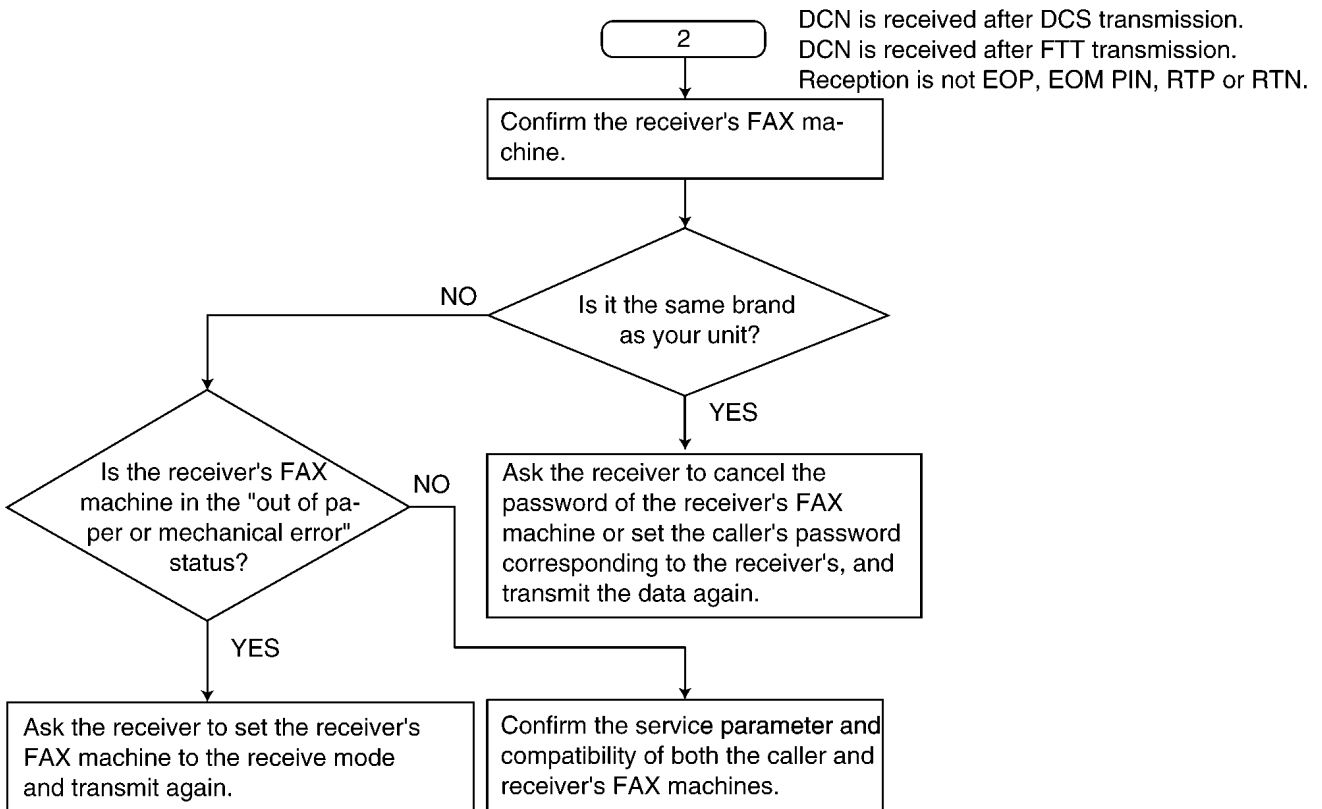 2
DCN is received after DCS transmission.
DCN is received after FTT transmission.
Reception is not EOP, EOM PIN, RTP or RTN.
Confirm the receiver's FAX ma-
chine.
NO
Is it the same brand
as your unit?
YES
Is the receiver's FAX
machine in the "out of pa-
per or mechanical error"
status?
NO
Ask the receiver to cancel the
password of the receiver's FAX
machine or set the caller's password
corresponding to the receiver's, and
transmit the data again.
YES
Ask the receiver to set the receiver's
FAX machine to the receive mode
and transmit again.
Confirm the service parameter and
compatibility of both the caller and
receiver's FAX machines.